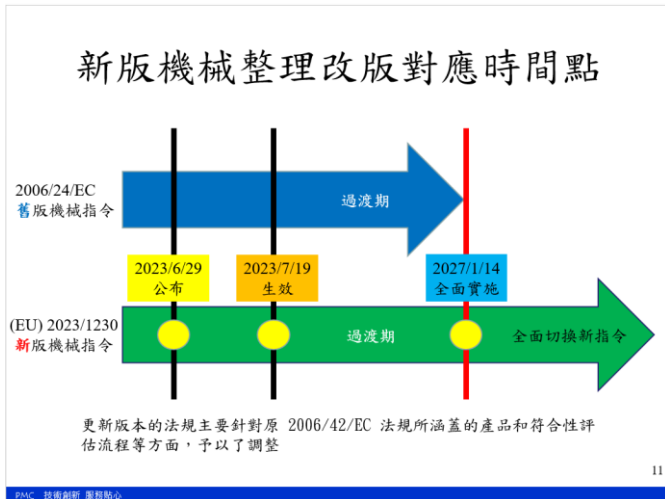 新版機械整理改版對應時間點
2006/24/EC
舊版機械指令
過渡期
2023/6/29
公布
2023/7/19
生效
2027/1/14
全面實施
(EU) 2023/1230
新版機械指令
過渡期
全面切換新指令
更新版本的法規主要針對原 2006/42/EC 法規所涵蓋的產品和符合性評
估流程等方面，予以了調整
11
PMC 技術創新 服務貼心